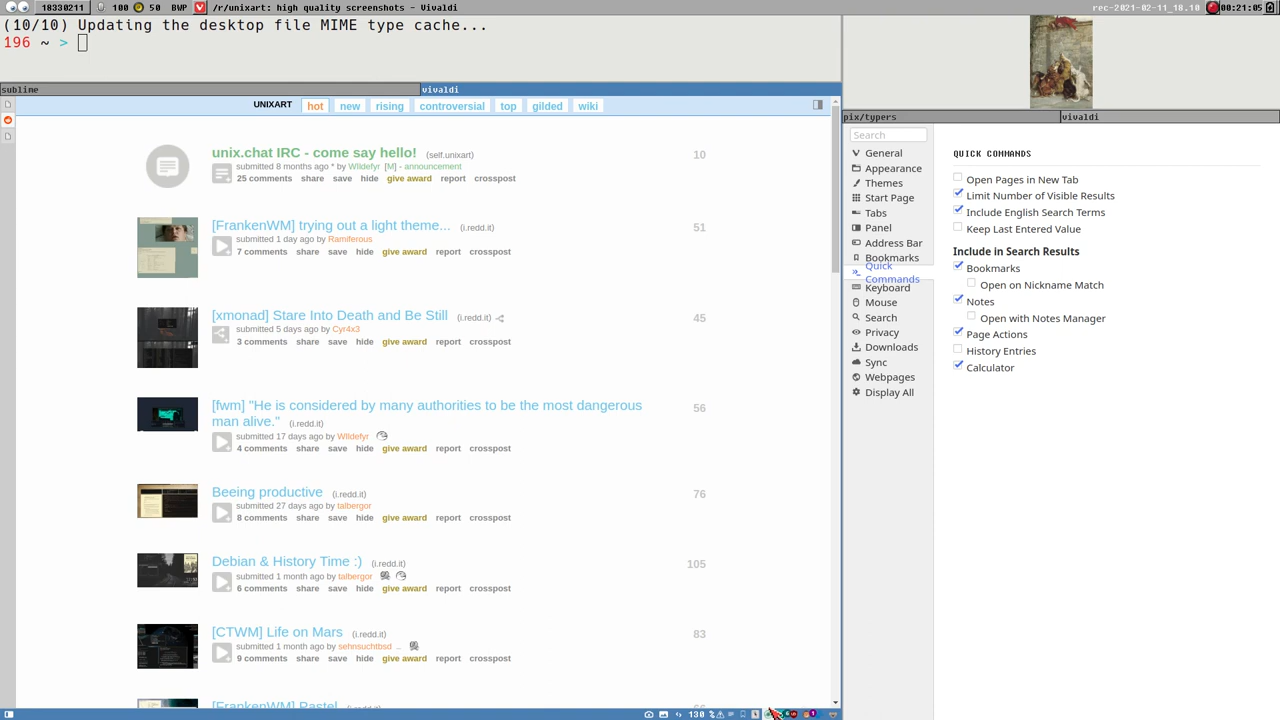 18330211 100 50 BWP /r/unixart: high quality screenshots - Vivaldi rec-2021-02-11_18.10 00:21:05
(10/10) Updating the desktop file MIME type cache...
196 ~ >
sublime vivaldi
UNIXART hot new rising controversial top gilded wiki
unix.chat IRC - come say hello! (self.unixart) 10
submitted 8 months ago * by Wildefyr [M] - announcement
25 comments share save hide give award report crosspost
[FrankenWM] trying out a light theme... (i.redd.it) 51
submitted 1 day ago by Ramiferous
7 comments share save hide give award report crosspost
[xmonad] Stare Into Death and Be Still (i.redd.it) 45
submitted 5 days ago by Cyr4x3
3 comments share save hide give award report crosspost
[fwm] "He is considered by many authorities to be the most dangerous
man alive." (i.redd.it) 56
submitted 17 days ago by Wildefyr
4 comments share save hide give award report crosspost
Beeing productive (i.redd.it) 76
submitted 27 days ago by talbergor
8 comments share save hide give award report crosspost
Debian & History Time :) (i.redd.it) 105
submitted 1 month ago by talbergor
6 comments share save hide give award report crosspost
[CTWM] Life on Mars (i.redd.it) 83
submitted 1 month ago by sehnsuchtbsd ..
9 comments share save hide give award report crosspost
[FrankenWM] Pastel (i.redd.it)
130 %
pix/typers vivaldi
Search
General
Appearance
Themes
Start Page
Tabs
Panel
Address Bar
Bookmarks
Quick
Commands
Keyboard
Mouse
Search
Privacy
Downloads
Sync
Webpages
Display All
QUICK COMMANDS
Open Pages in New Tab
Limit Number of Visible Results
Include English Search Terms
Keep Last Entered Value
Include in Search Results
Bookmarks
Open on Nickname Match
Notes
Open with Notes Manager
Page Actions
History Entries
Calculator